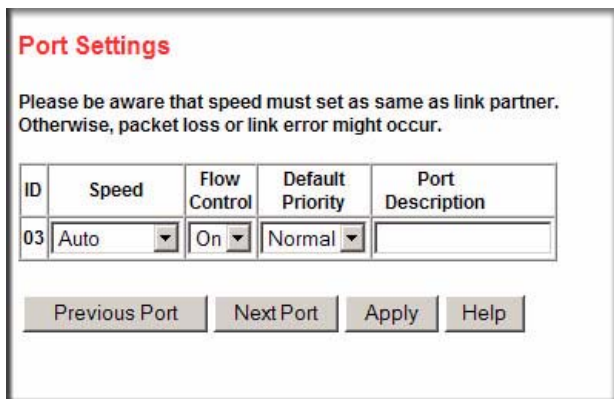 Port Settings
Please be aware that speed must set as same as link partner.
Otherwise, packet loss or link error might occur.
ID Speed Flow Control Default Priority Port Description
03 Auto On Normal
Previous Port Next Port Apply Help